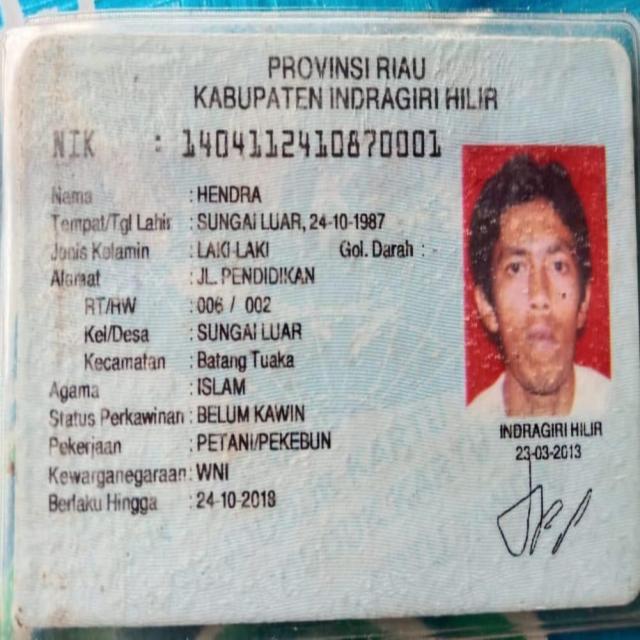 PROVINSI RIAU
KABUPATEN INDRAGIRI HILIR
NIK : 1404112410870001
Nama : HENDRA
Tempat/Tgl Lahir : SUNGAI LUAR, 24-10-1987
Jenis Kelamin : LAKI-LAKI Gol. Darah : -
Alamat : JL. PENDIDIKAN
RT/RW : 006 / 002
Kel/Desa : SUNGAI LUAR
Kecamatan : Batang Tuaka
Agama : ISLAM
Status Perkawinan : BELUM KAWIN
Pekerjaan : PETANI/PEKEBUN
Kewarganegaraan: WNI
Berlaku Hingga : 24-10-2018
INDRAGIRI HILIR
23-03-2013